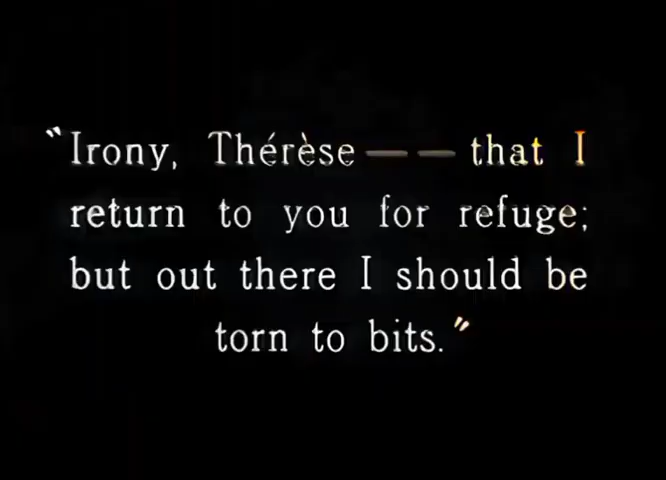 "Irony, Thérèse — — that I
return to you for refuge;
but out there I should be
torn to bits."